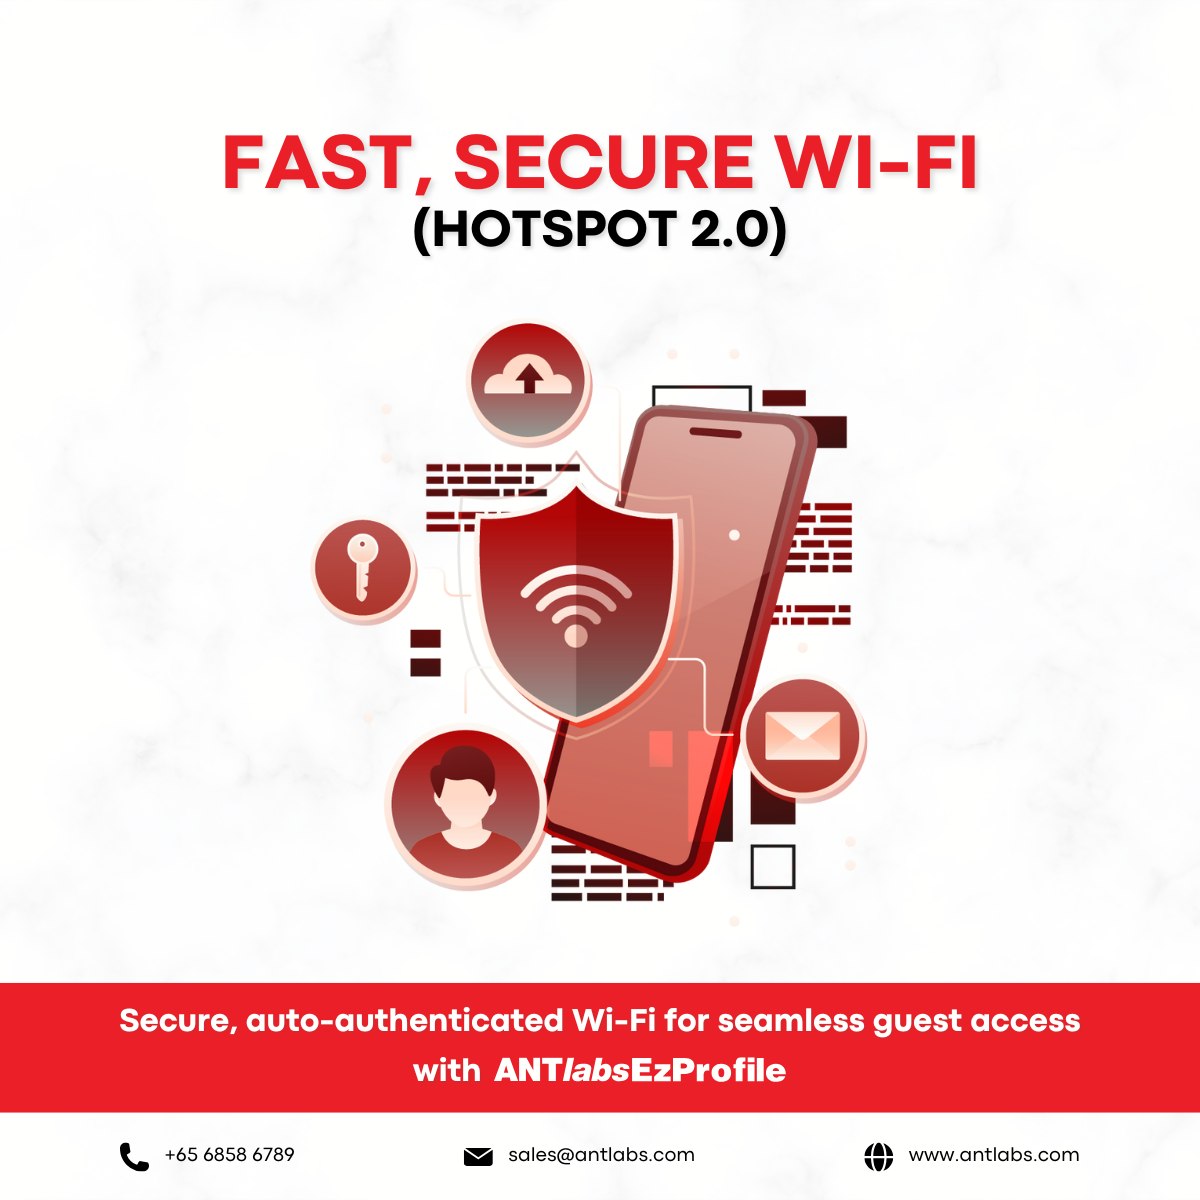 FAST, SECURE WI-FI
(HOTSPOT 2.0)
Secure, auto-authenticated Wi-Fi for seamless guest access
with ANTlabsEzProfile
+65 6858 6789
sales@antlabs.com
www.antlabs.com